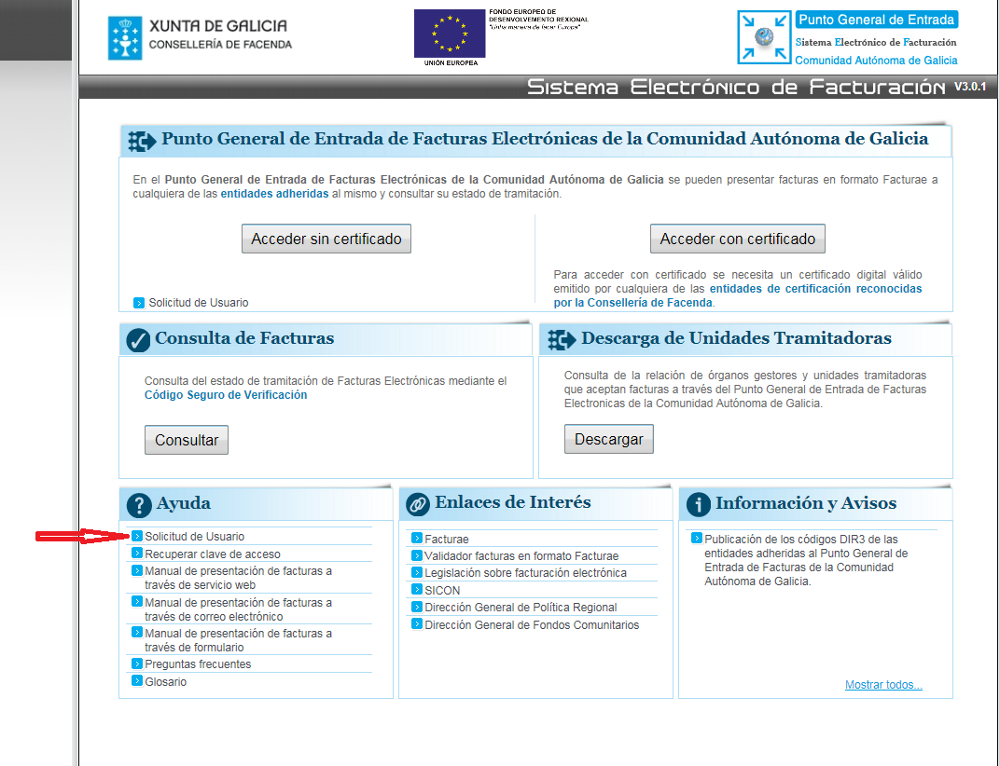 XUNTA DE GALICIA
CONSELLERÍA DE FACENDA
UNIÓN EUROPEA
FONDO EUROPEO DE
DESENVOLVEMENTO REXIONAL
"Unha maneira de facer Europa"
Punto General de Entrada
Sistema Electrónico de Facturación
Comunidad Autónoma de Galicia
Sistema Electrónico de Facturación V3.0.1
Punto General de Entrada de Facturas Electrónicas de la Comunidad Autónoma de Galicia
En el Punto General de Entrada de Facturas Electrónicas de la Comunidad Autónoma de Galicia se pueden presentar facturas en formato Facturae a
cualquiera de las entidades adheridas al mismo y consultar su estado de tramitación.
Acceder sin certificado
Solicitud de Usuario
Acceder con certificado
Para acceder con certificado se necesita un certificado digital válido
emitido por cualquiera de las entidades de certificación reconocidas
por la Consellería de Facenda.
Consulta de Facturas
Consulta del estado de tramitación de Facturas Electrónicas mediante el
Código Seguro de Verificación
Consultar
Descarga de Unidades Tramitadoras
Consulta de la relación de órganos gestores y unidades tramitadoras
que aceptan facturas a través del Punto General de Entrada de Facturas
Electronicas de la Comunidad Autónoma de Galicia.
Descargar
Ayuda
Solicitud de Usuario
Recuperar clave de acceso
Manual de presentación de facturas a
través de servicio web
Manual de presentación de facturas a
través de correo electrónico
Manual de presentación de facturas a
través de formulario
Preguntas frecuentes
Glosario
Enlaces de Interés
Facturae
Validador facturas en formato Facturae
Legislación sobre facturación electrónica
SICON
Dirección General de Política Regional
Dirección General de Fondos Comunitarios
Información y Avisos
Publicación de los códigos DIR3 de las
entidades adheridas al Punto General de
Entrada de Facturas de la Comunidad
Autónoma de Galicia.
Mostrar todos...